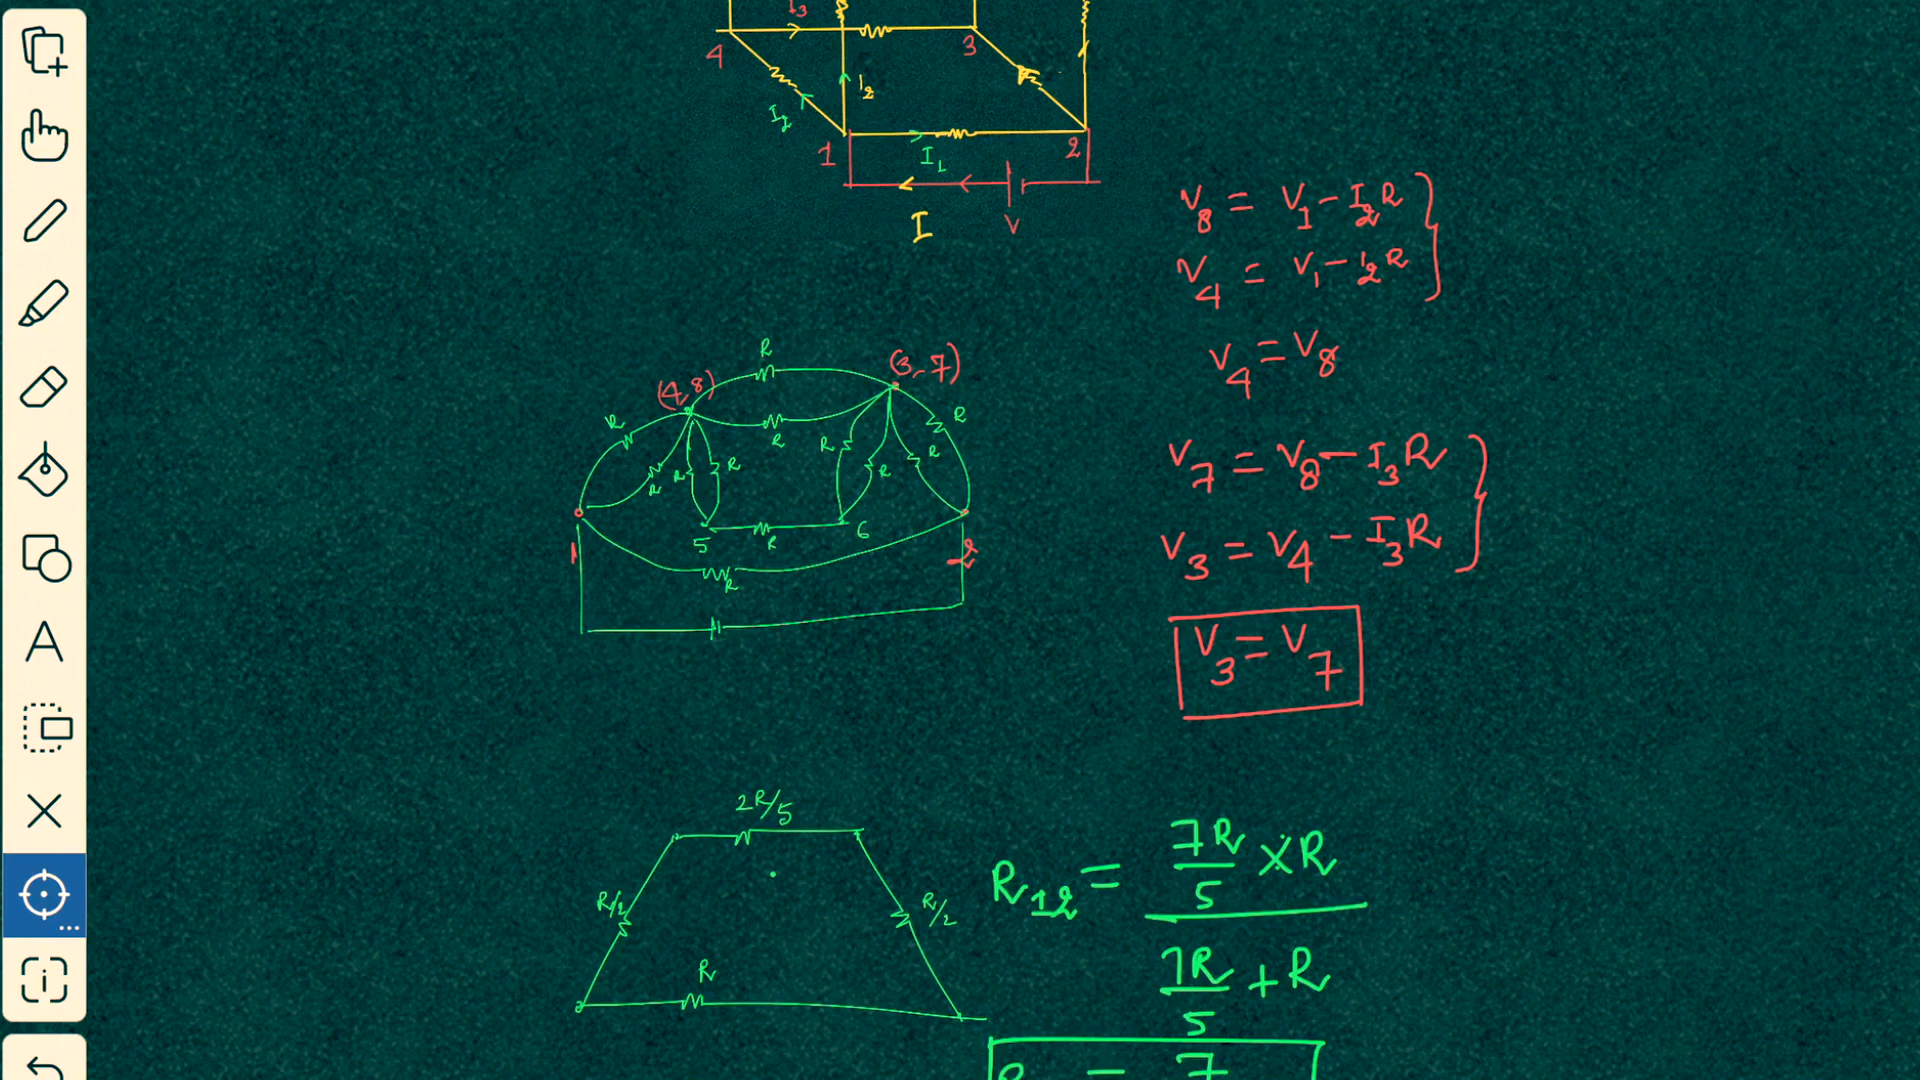 I₃
4
3
I₂
I₂
1
2
I₁
I
V
V₈ = V₁ - I₂R
V₄ = V₁ - I₂R
V₄ = V₈
R
(3, 7)
(4, 8)
R
R
R
R
R
R
R
R
R
5
R
6
1
2
R
V₇ = V₈ - I₃R
V₃ = V₄ - I₃R
V₃ = V₇
2R/5
R/2
R/2
R
R₁₂ = 7R/5 × R
7R/5 + R
= 7
A